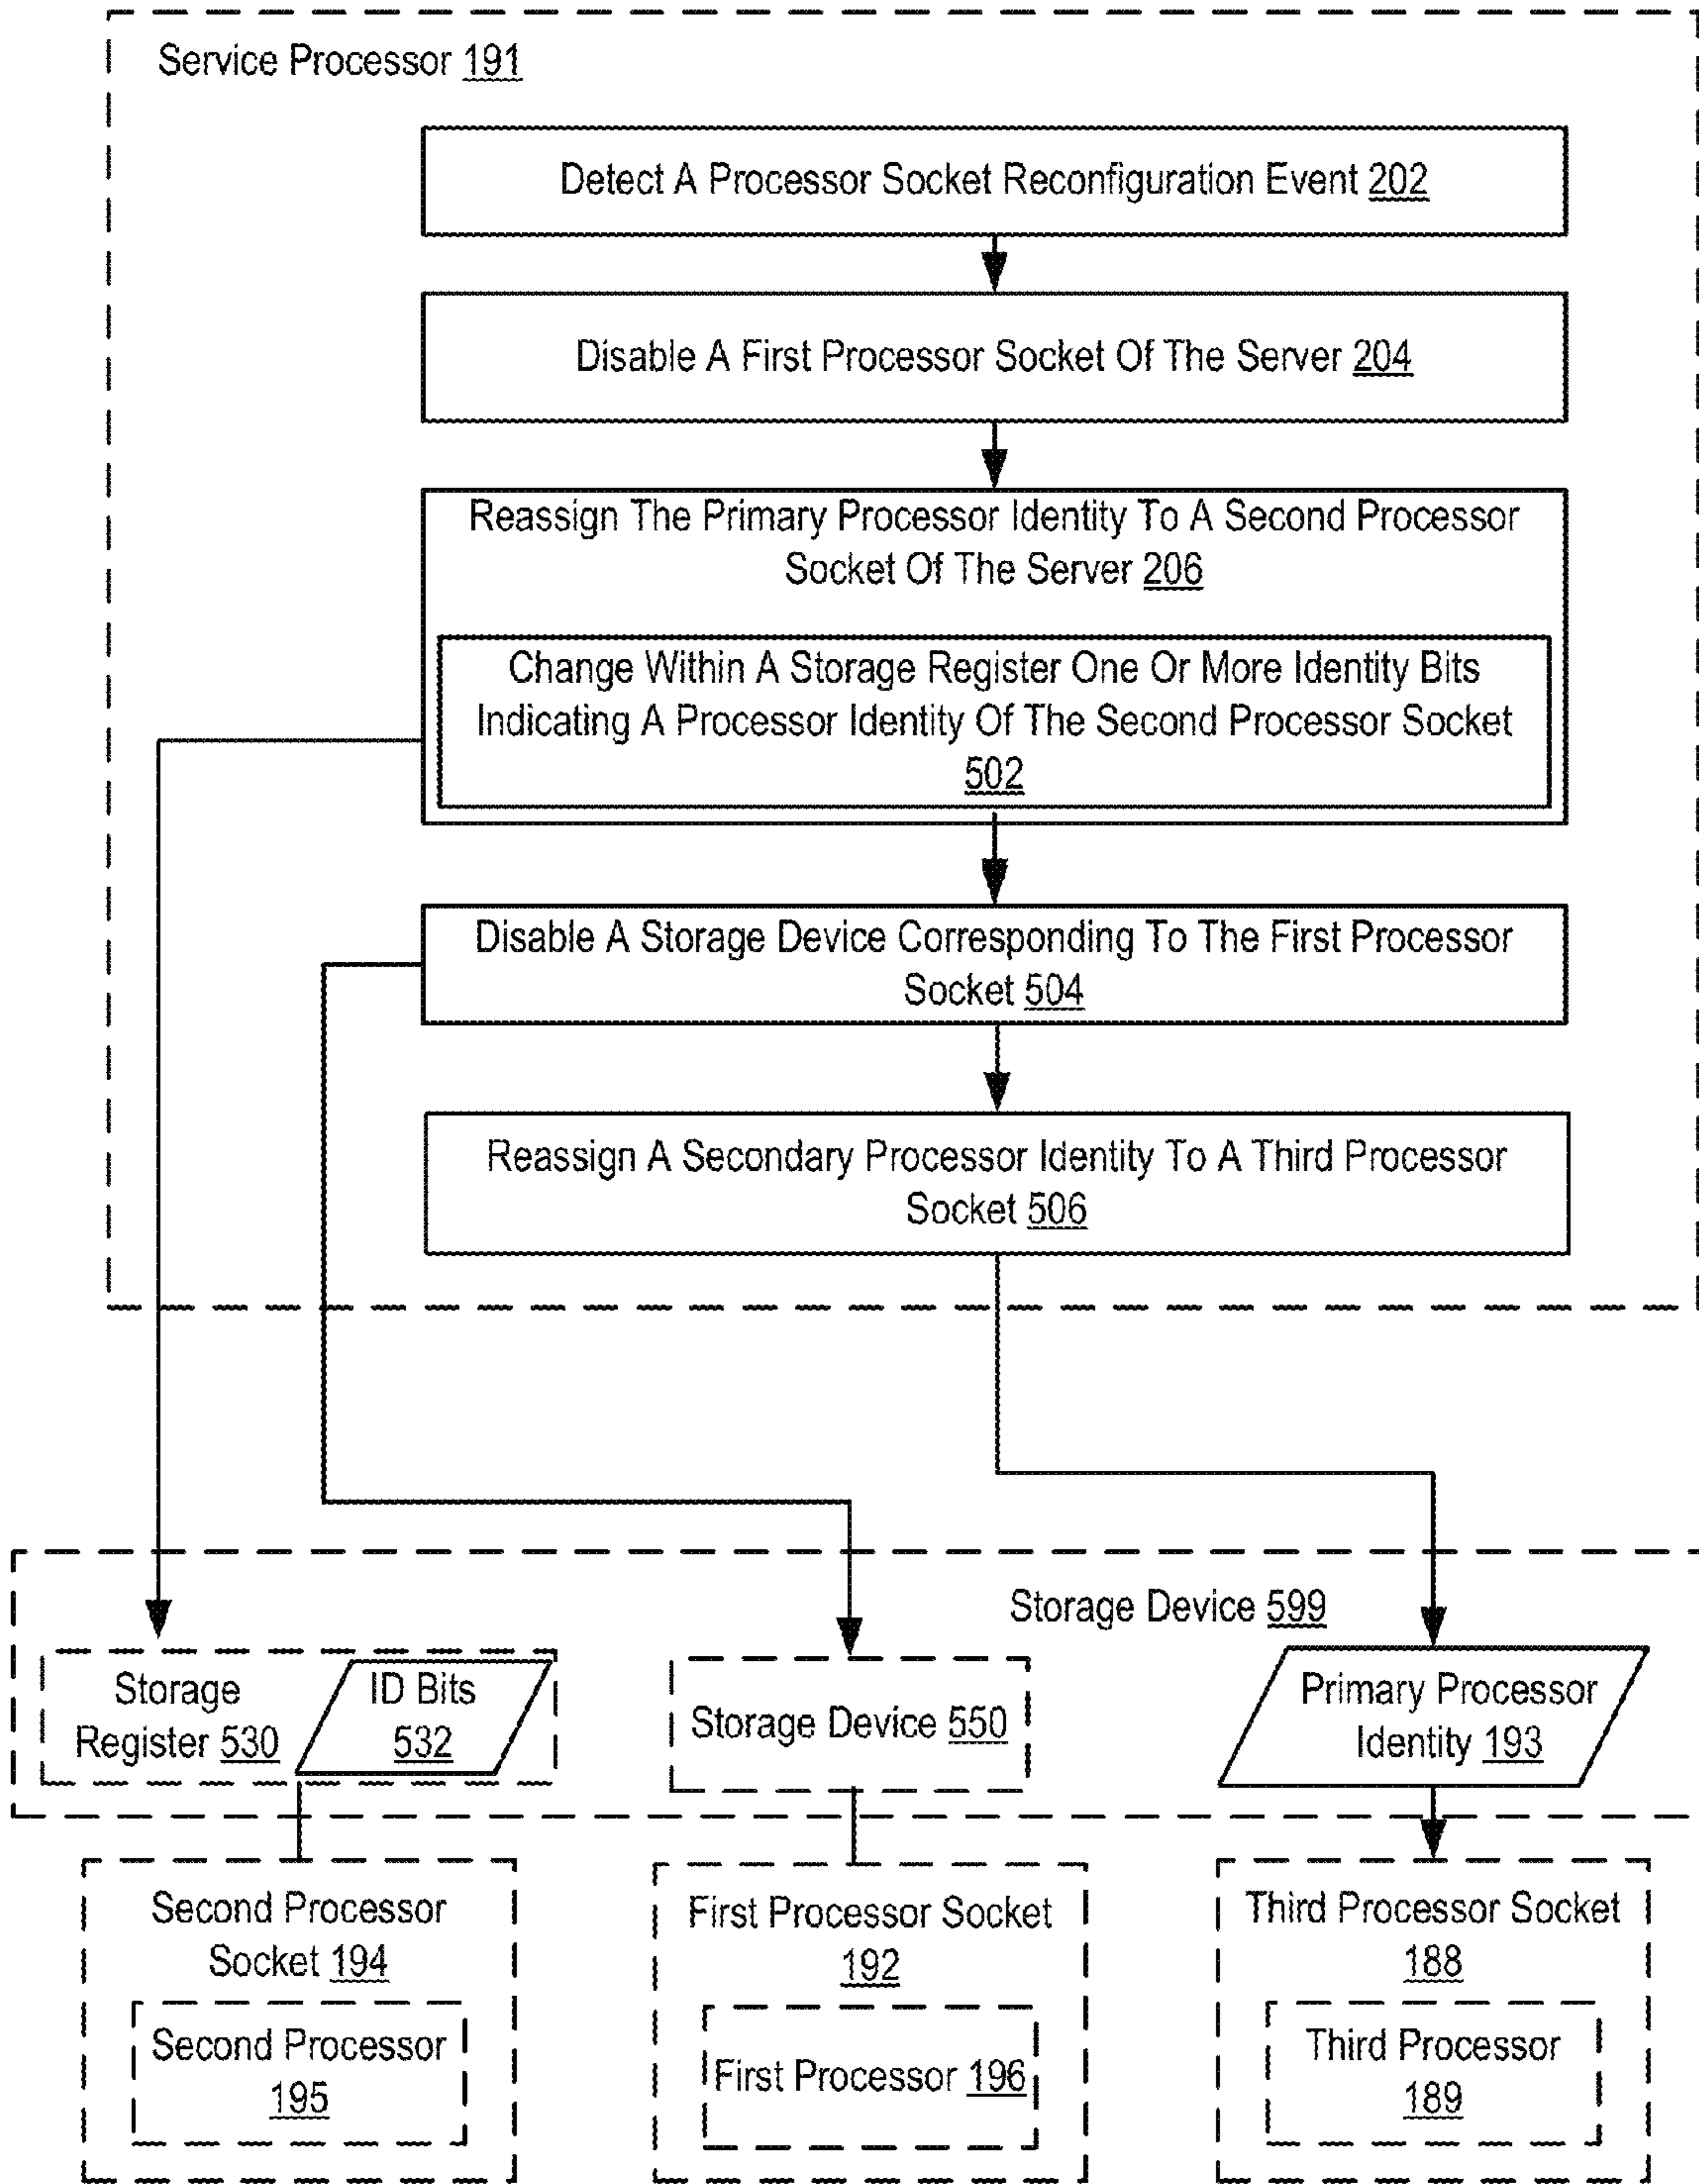 Service Processor 191
Detect A Processor Socket Reconfiguration Event 202
Disable A First Processor Socket Of The Server 204
Reassign The Primary Processor Identity To A Second Processor
Socket Of The Server 206
Change Within A Storage Register One Or More Identity Bits
Indicating A Processor Identity Of The Second Processor Socket
502
Disable A Storage Device Corresponding To The First Processor
Socket 504
Reassign A Secondary Processor Identity To A Third Processor
Socket 506
Storage Device 599
Storage
Register 530
ID Bits
532
Storage Device 550
Primary Processor
Identity 193
Second Processor
Socket 194
Second Processor
195
First Processor Socket
192
First Processor 196
Third Processor Socket
188
Third Processor
189